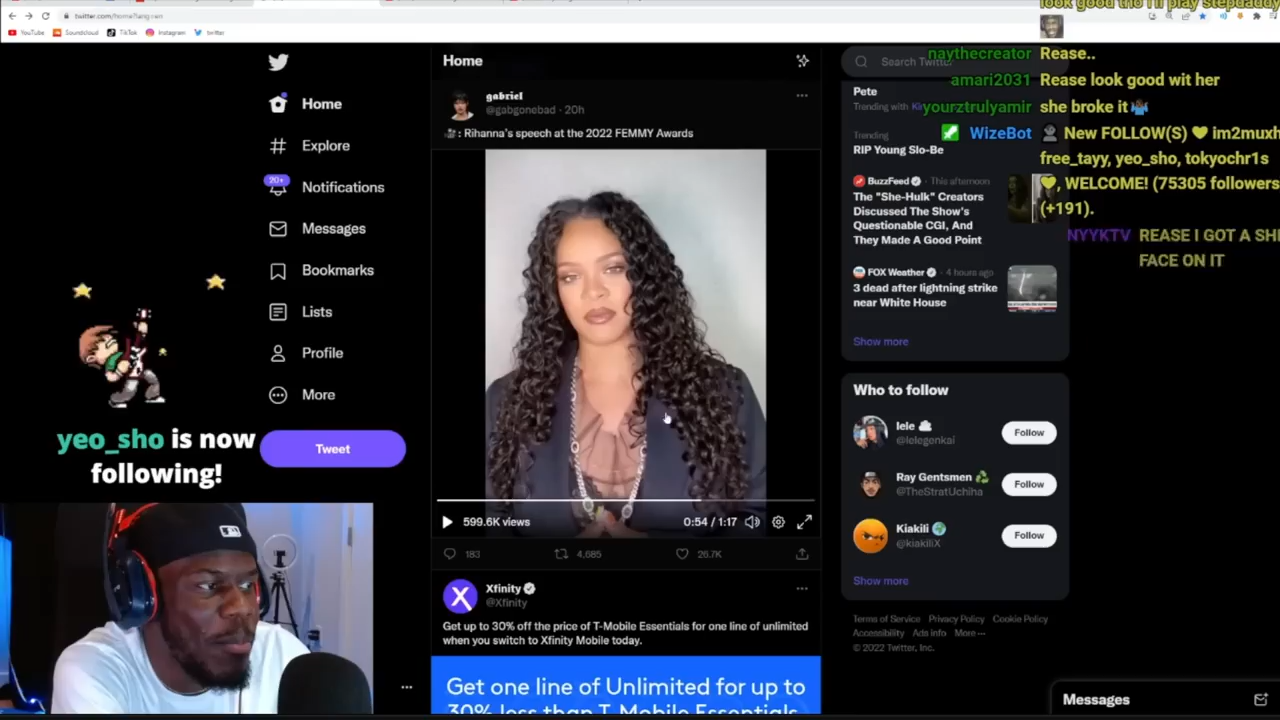 twitter.com/home?lang=en
YouTube
Soundcloud
TikTok
Instagram
twitter
Home
Explore
20+
Notifications
Messages
Bookmarks
Lists
Profile
More
Tweet
yeo_sho is now
following!
Home
gabriel
@gabgonebad · 20h
: Rihanna's speech at the 2022 FEMMY Awards
599.6K views
0:54 / 1:17
183
4,685
26.7K
Xfinity
@Xfinity
Get up to 30% off the price of T-Mobile Essentials for one line of unlimited
when you switch to Xfinity Mobile today.
Get one line of Unlimited for up to
30% less than T-Mobile Essentials
Search Twitter
Pete
Trending with
Trending
RIP Young Slo-Be
BuzzFeed · This afternoon
The "She-Hulk" Creators
Discussed The Show's
Questionable CGI, And
They Made A Good Point
FOX Weather · 4 hours ago
3 dead after lightning strike
near White House
Show more
Who to follow
lele
@lelegenkai
Follow
Ray Gentsmen
@TheStratUchiha
Follow
Kiakili
@kiakiliX
Follow
Show more
Terms of Service Privacy Policy Cookie Policy
Accessibility Ads info More
© 2022 Twitter, Inc.
Messages
look good tho I'll play stepdaddy
naythecreator Rease..
amari2031 Rease look good wit her
yourztrulyamir she broke it
WizeBot New FOLLOW(S) im2muxh
free_tayy, yeo_sho, tokyochr1s
, WELCOME! (75305 followers
(+191).
NYYKTV REASE I GOT A SHI
FACE ON IT